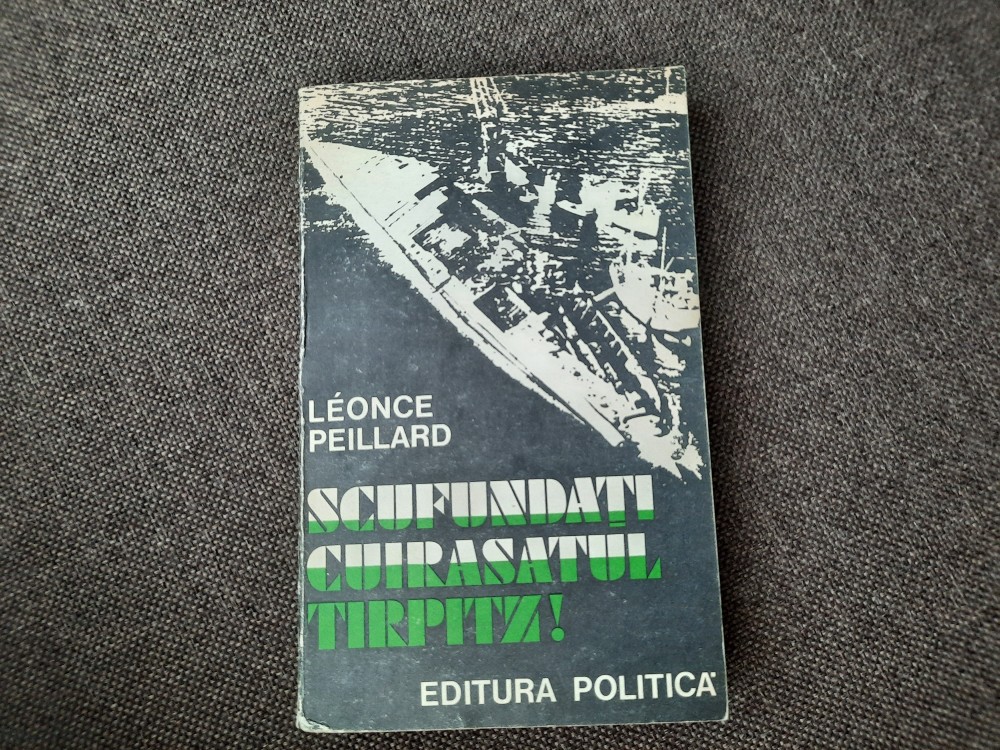 LÉONCE
PEILLARD
SCUFUNDAȚI
CUIRASATUL
TIRPITZ!
EDITURA POLITICĂ